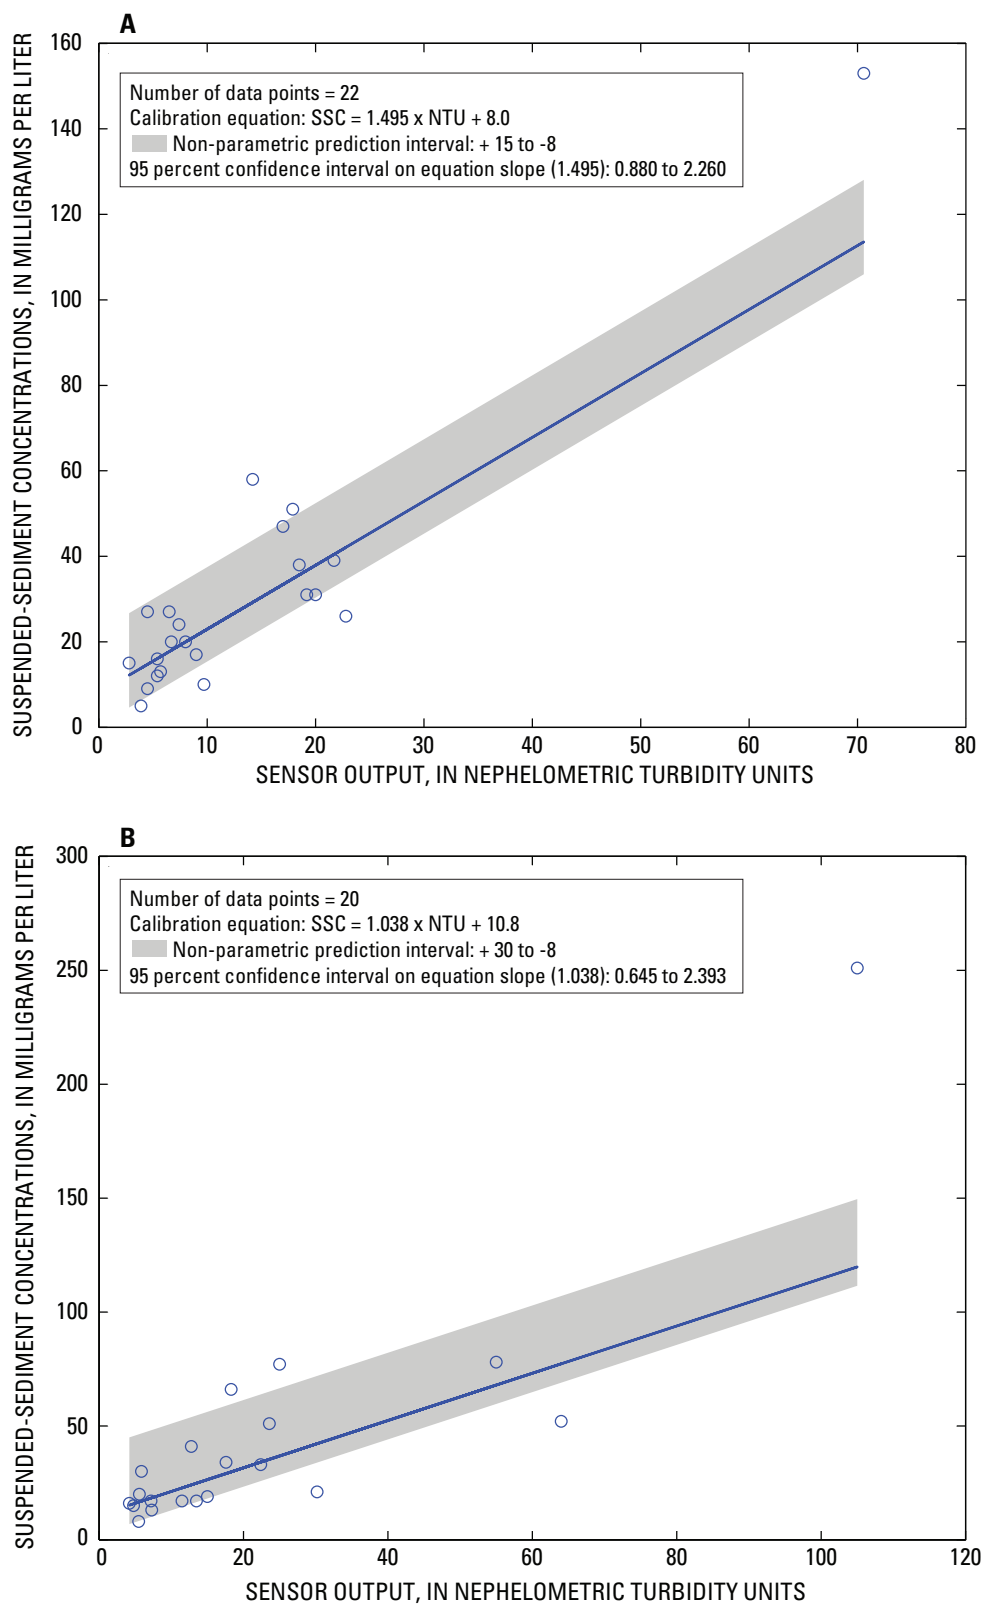 A
SUSPENDED-SEDIMENT CONCENTRATIONS, IN MILLIGRAMS PER LITER
160
140
120
100
80
60
40
20
0
Number of data points = 22
Calibration equation: SSC = 1.495 x NTU + 8.0
Non-parametric prediction interval: + 15 to -8
95 percent confidence interval on equation slope (1.495): 0.880 to 2.260
0 10 20 30 40 50 60 70 80
SENSOR OUTPUT, IN NEPHELOMETRIC TURBIDITY UNITS
B
SUSPENDED-SEDIMENT CONCENTRATIONS, IN MILLIGRAMS PER LITER
300
250
200
150
100
50
0
Number of data points = 20
Calibration equation: SSC = 1.038 x NTU + 10.8
Non-parametric prediction interval: + 30 to -8
95 percent confidence interval on equation slope (1.038): 0.645 to 2.393
0 20 40 60 80 100 120
SENSOR OUTPUT, IN NEPHELOMETRIC TURBIDITY UNITS